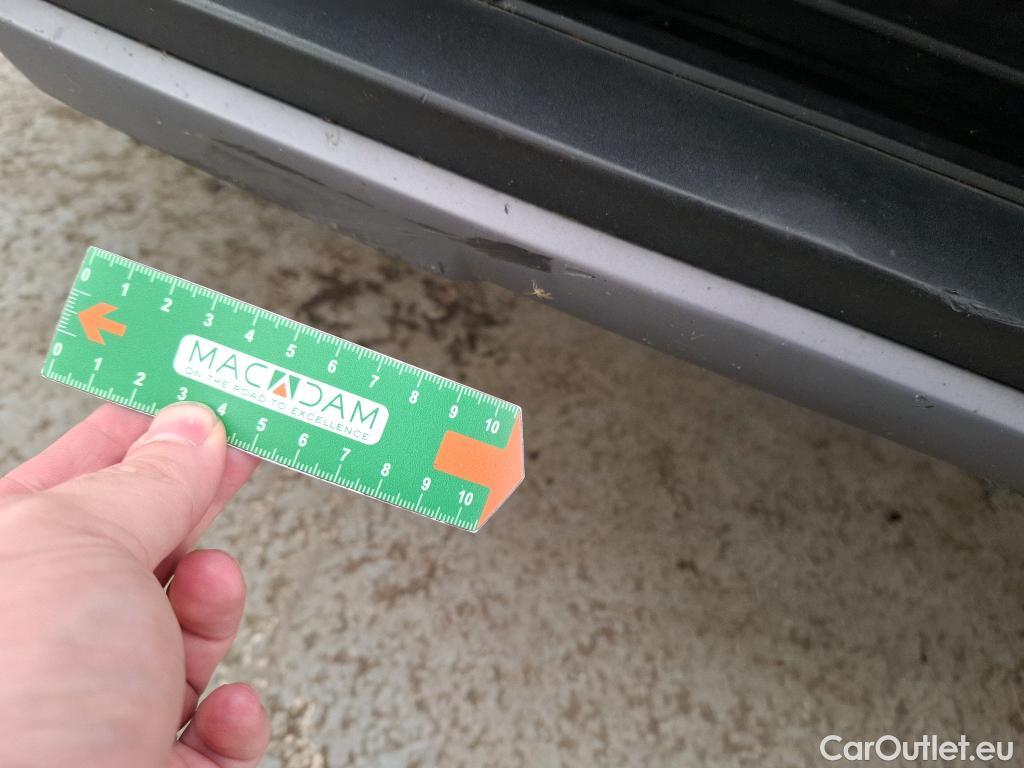 0 1 2 3 4 5 6 7 8 9 10
MACADAM
ON THE ROAD TO EXCELLENCE
0 1 2 3 4 5 6 7 8 9 10
CarOutlet.eu